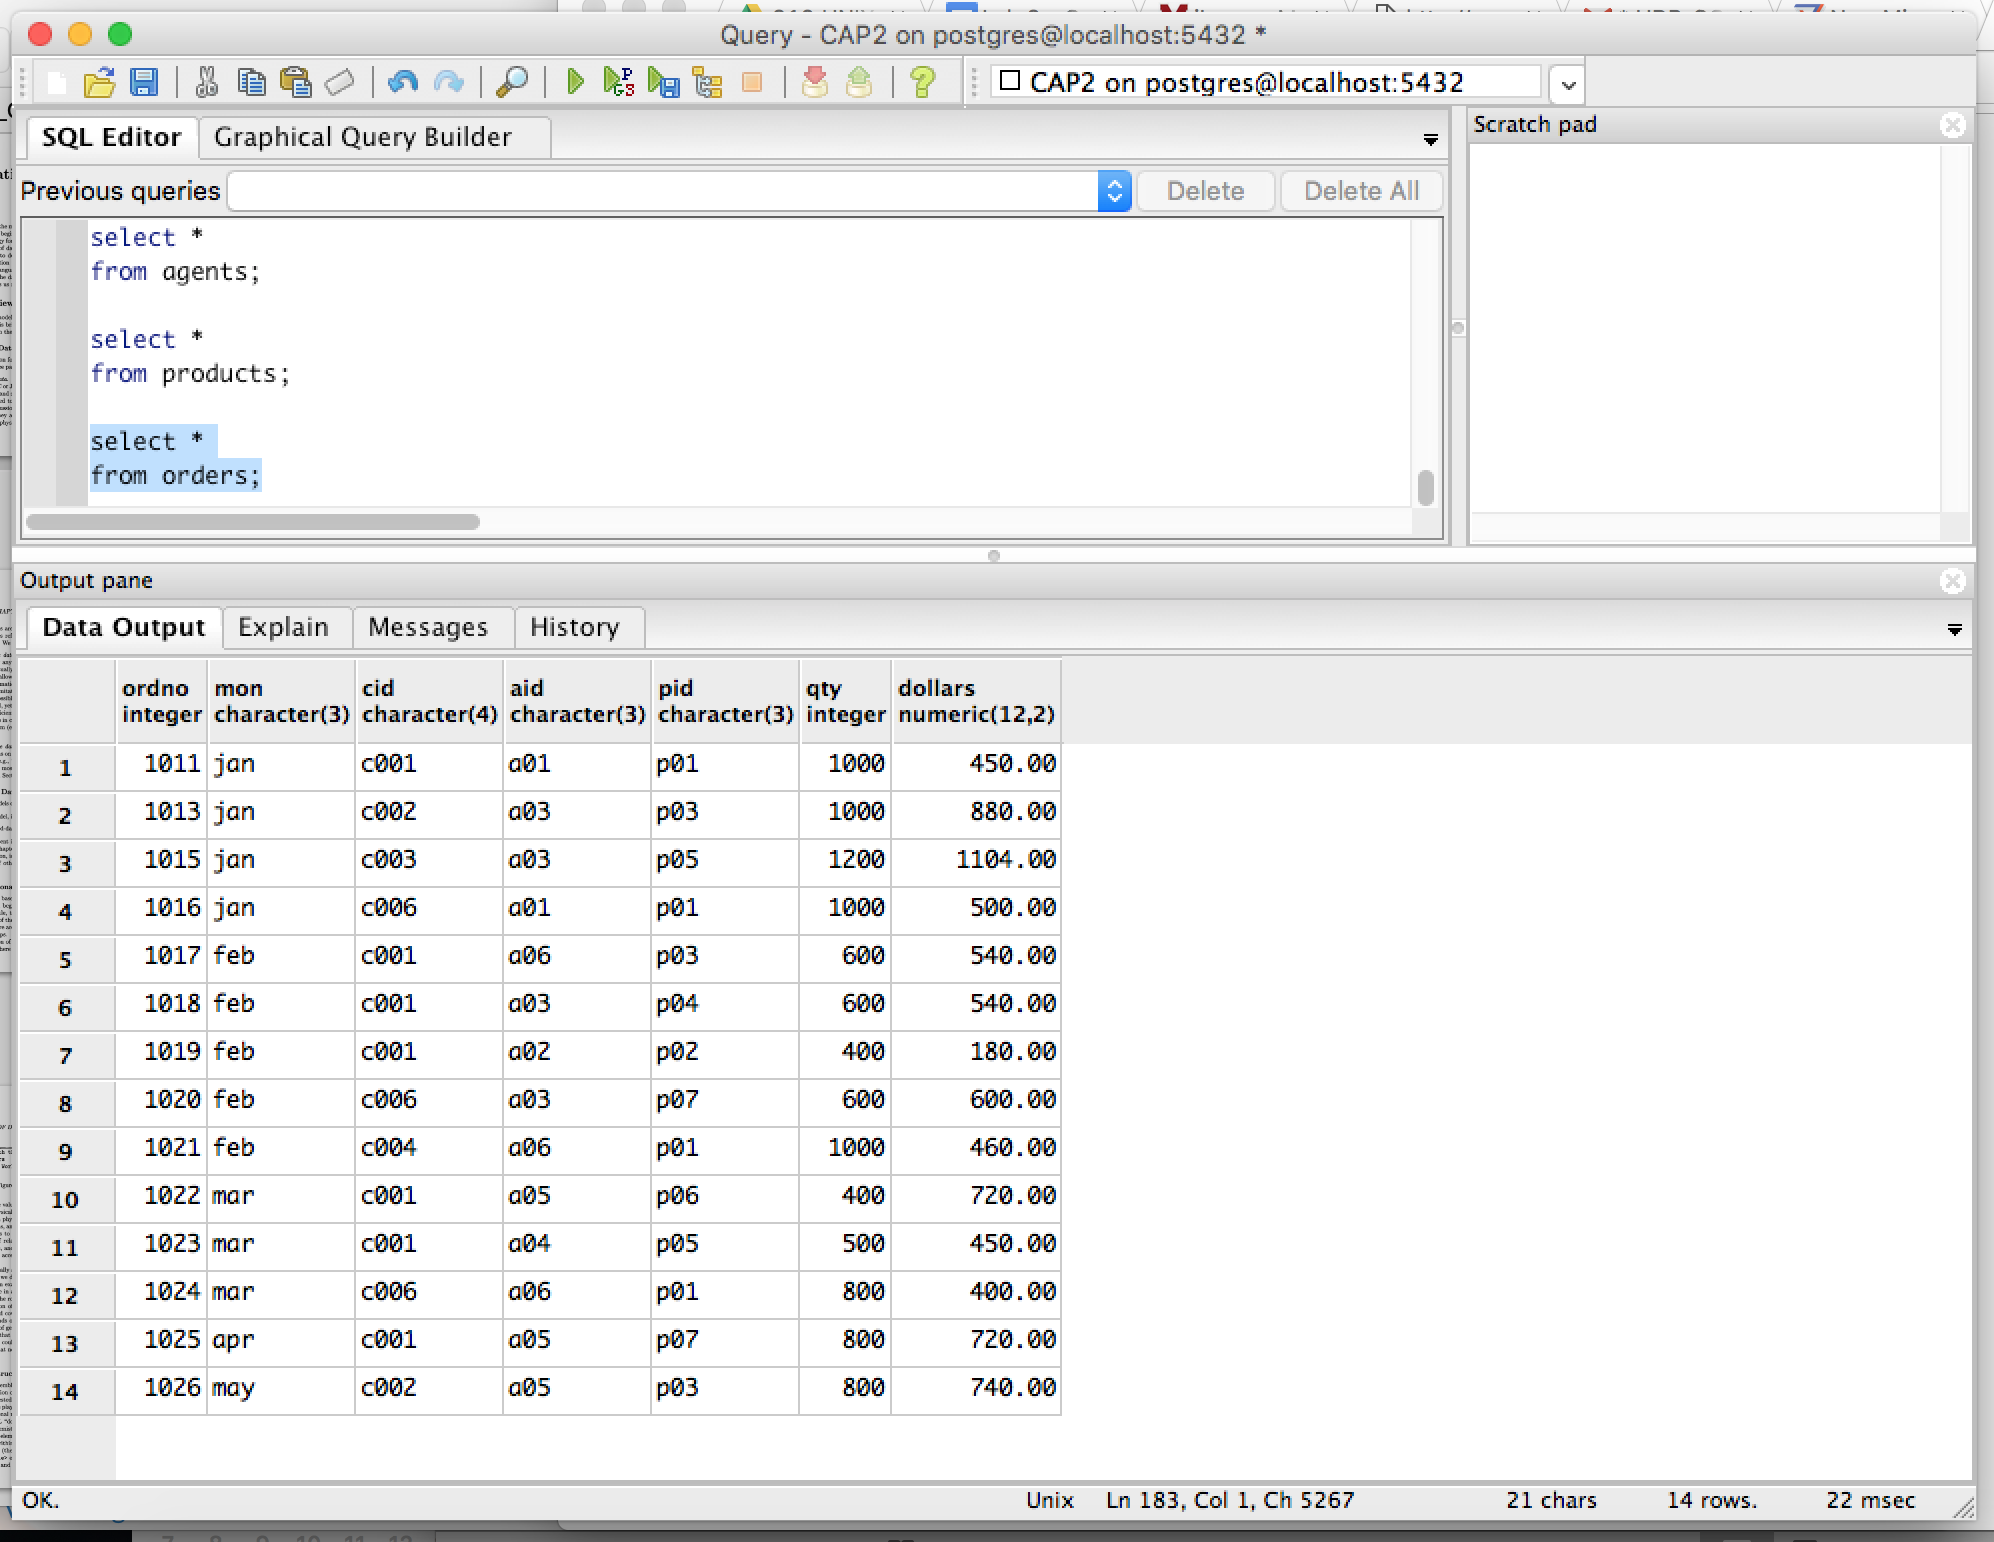 Query - CAP2 on postgres@localhost:5432 *
CAP2 on postgres@localhost:5432
SQL Editor Graphical Query Builder
Scratch pad
Previous queries Delete Delete All
select *
from agents;
select *
from products;
select *
from orders;
Output pane
Data Output Explain Messages History
ordno mon cid aid pid qty dollars
integer character(3) character(4) character(3) character(3) integer numeric(12,2)
1 1011 jan c001 a01 p01 1000 450.00
2 1013 jan c002 a03 p03 1000 880.00
3 1015 jan c003 a03 p05 1200 1104.00
4 1016 jan c006 a01 p01 1000 500.00
5 1017 feb c001 a06 p03 600 540.00
6 1018 feb c001 a03 p04 600 540.00
7 1019 feb c001 a02 p02 400 180.00
8 1020 feb c006 a03 p07 600 600.00
9 1021 feb c004 a06 p01 1000 460.00
10 1022 mar c001 a05 p06 400 720.00
11 1023 mar c001 a04 p05 500 450.00
12 1024 mar c006 a06 p01 800 400.00
13 1025 apr c001 a05 p07 800 720.00
14 1026 may c002 a05 p03 800 740.00
OK. Unix Ln 183, Col 1, Ch 5267 21 chars 14 rows. 22 msec